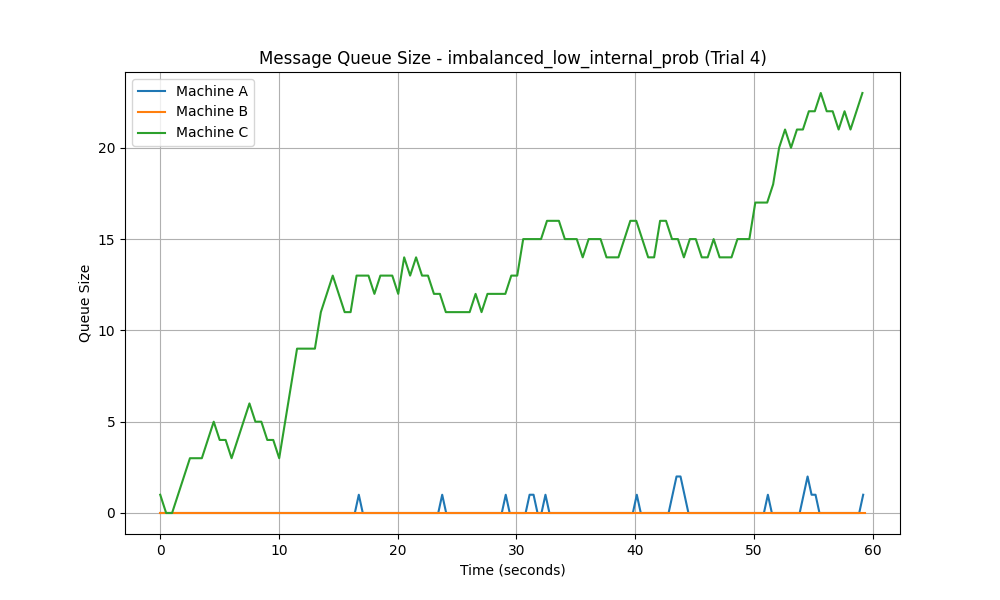 Message Queue Size - imbalanced_low_internal_prob (Trial 4)
Machine A
Machine B
Machine C
Queue Size
20
15
10
5
0
0 10 20 30 40 50 60
Time (seconds)